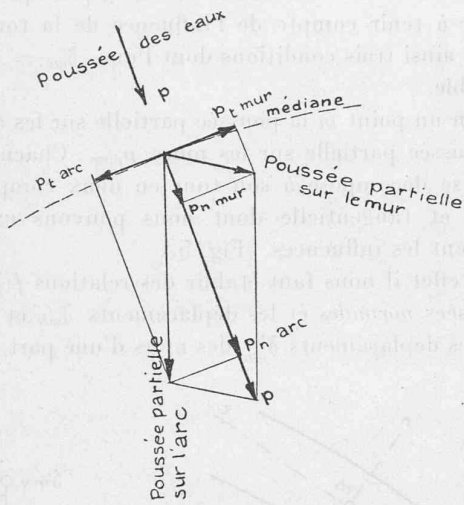 Poussée des eaux
p
pt mur
médiane
pt arc
Poussée partielle
sur le mur
pn mur
pn arc
p
Poussée partielle
sur l'arc